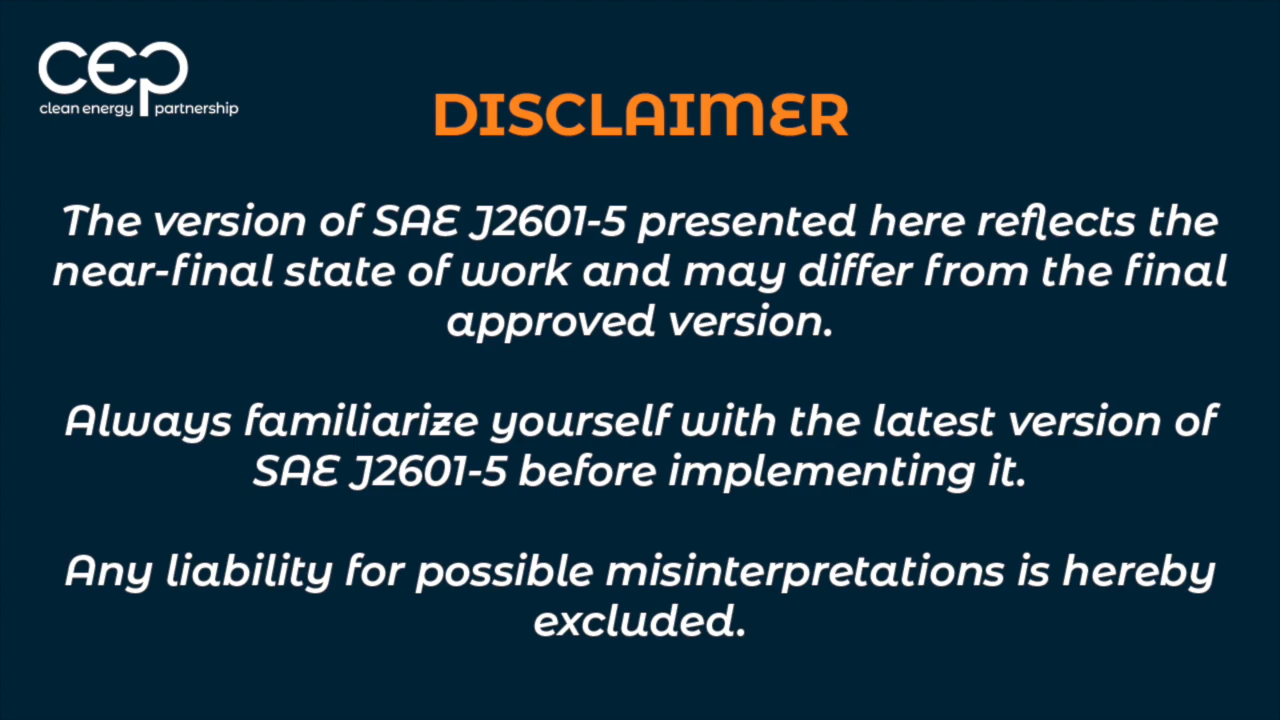 cep
clean energy partnership
DISCLAIMER
The version of SAE J2601-5 presented here reflects the
near-final state of work and may differ from the final
approved version.
Always familiarize yourself with the latest version of
SAE J2601-5 before implementing it.
Any liability for possible misinterpretations is hereby
excluded.